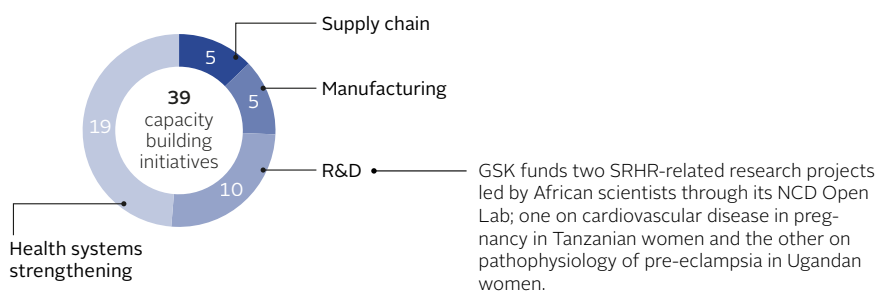 Supply chain
5
Manufacturing
5
39
capacity
building
initiatives
19
R&D
10
GSK funds two SRHR-related research projects
led by African scientists through its NCD Open
Lab; one on cardiovascular disease in preg-
nancy in Tanzanian women and the other on
pathophysiology of pre-eclampsia in Ugandan
women.
Health systems
strengthening